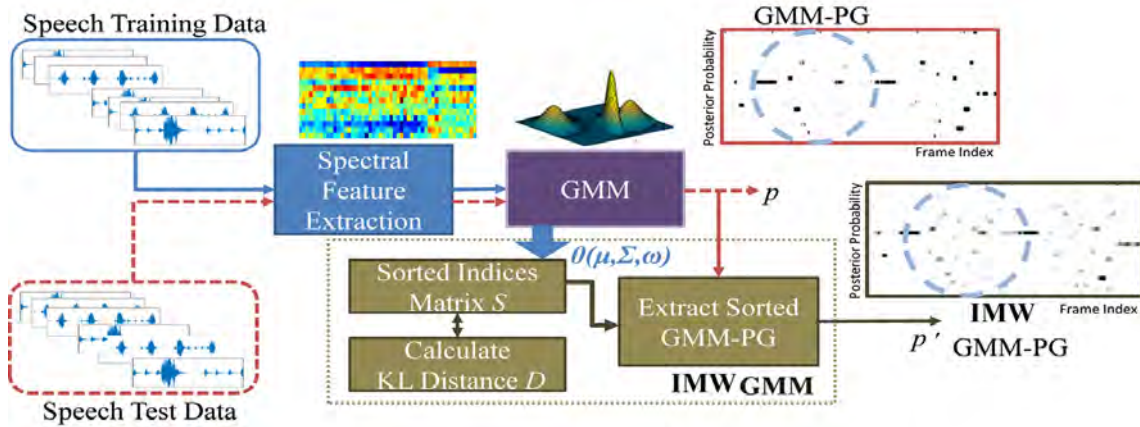 Speech Training Data
GMM-PG
Posterior Probability
Frame Index
Spectral
Feature
Extraction
GMM
p
θ(μ,Σ,ω)
Posterior Probability
Frame Index
Sorted Indices
Matrix S
Extract Sorted
GMM-PG
Calculate
KL Distance D
IMW GMM
p′
IMW
GMM-PG
Speech Test Data